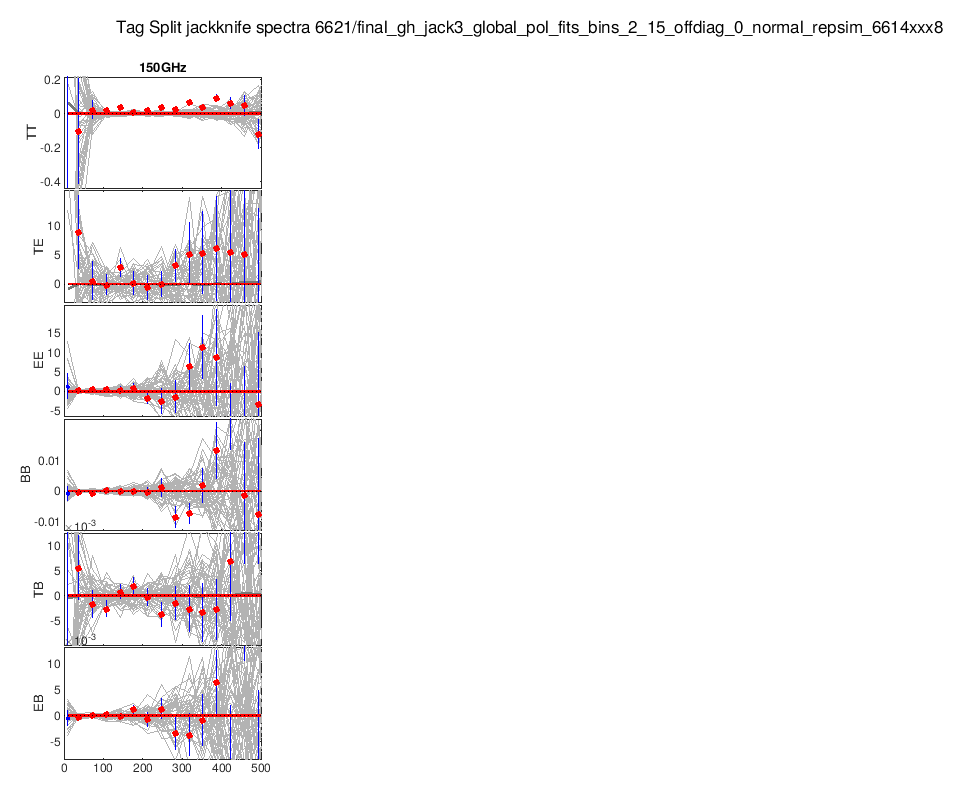 Tag Split jackknife spectra 6621/final_gh_jack3_global_pol_fits_bins_2_15_offdiag_0_normal_repsim_6614xxx8
150GHz
0.2
0
-0.2
-0.4
TT
10
5
0
TE
15
10
5
0
-5
EE
0.01
0
-0.01
BB
× 10^-3
10
5
0
-5
TB
× 10^-3
10
5
0
-5
EB
0 100 200 300 400 500